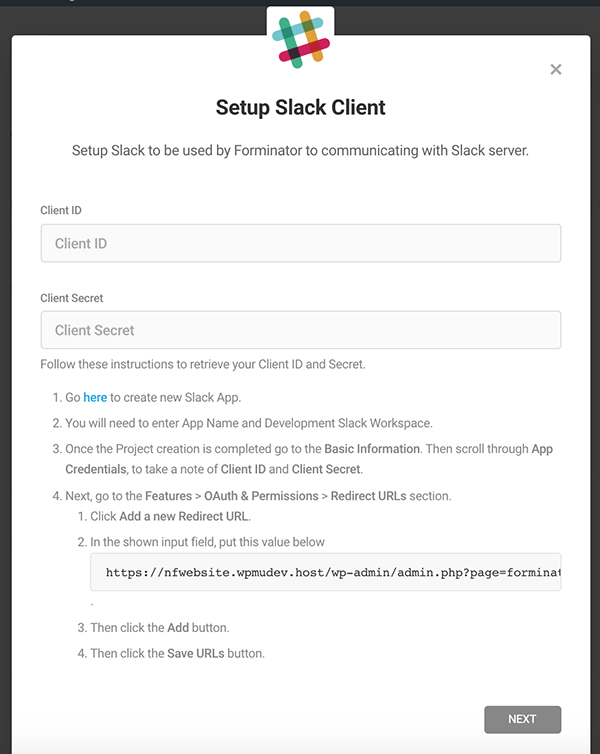 Setup Slack Client
Setup Slack to be used by Forminator to communicating with Slack server.
Client ID
Client ID
Client Secret
Client Secret
Follow these instructions to retrieve your Client ID and Secret.
1. Go here to create new Slack App.
2. You will need to enter App Name and Development Slack Workspace.
3. Once the Project creation is completed go to the Basic Information. Then scroll through App
Credentials, to take a note of Client ID and Client Secret.
4. Next, go to the Features > OAuth & Permissions > Redirect URLs section.
1. Click Add a new Redirect URL.
2. In the shown input field, put this value below
https://nfwebsite.wpmudev.host/wp-admin/admin.php?page=forminat
.
3. Then click the Add button.
4. Then click the Save URLs button.
NEXT